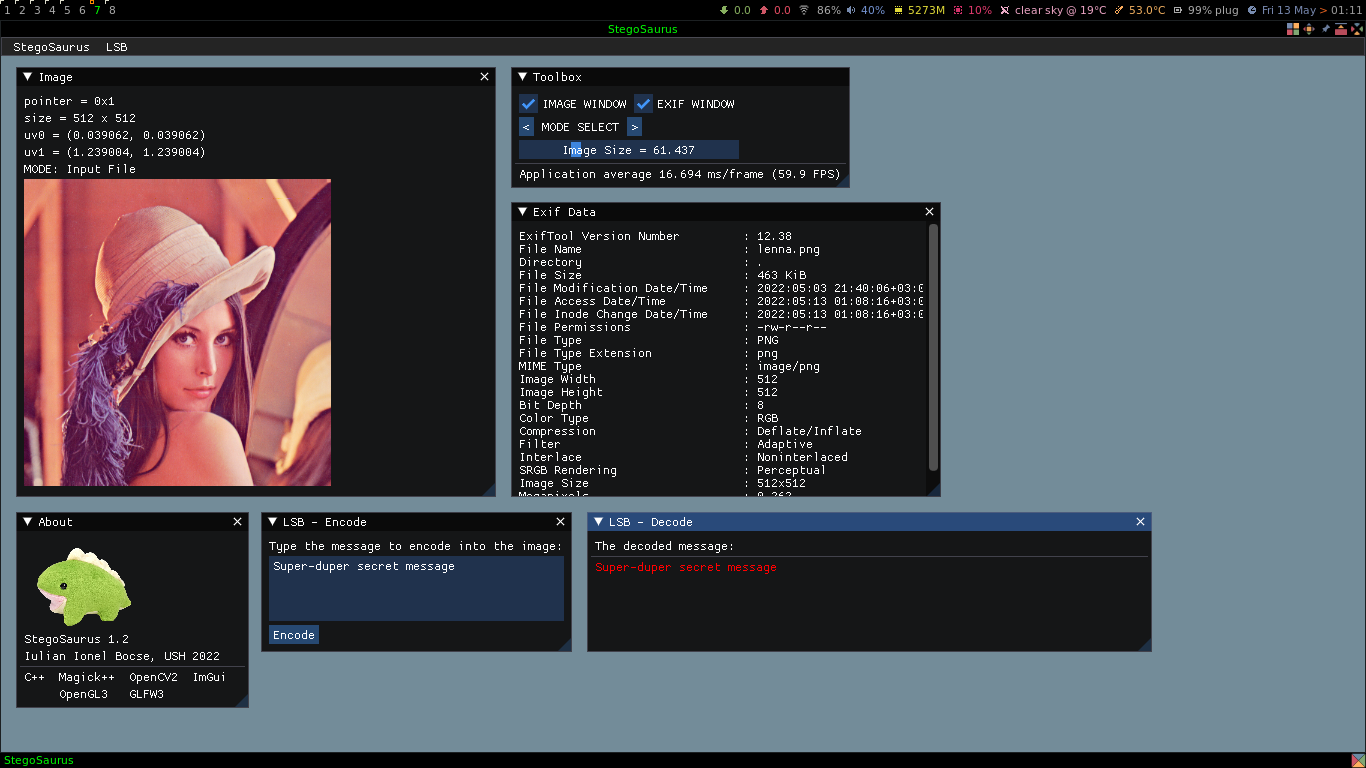 1 2 3 4 5 6 7 8
0.0 0.0 86% 40% 5273M 10% clear sky @ 19°C 53.0°C 99% plug Fri 13 May > 01:11
StegoSaurus
StegoSaurus LSB
Image
pointer = 0x1
size = 512 x 512
uv0 = (0.039062, 0.039062)
uv1 = (1.239004, 1.239004)
MODE: Input File
Toolbox
IMAGE WINDOW EXIF WINDOW
< MODE SELECT >
Image Size = 61.437
Application average 16.694 ms/frame (59.9 FPS)
Exif Data
ExifTool Version Number : 12.38
File Name : lenna.png
Directory : .
File Size : 463 KiB
File Modification Date/Time : 2022:05:03 21:40:06+03:0
File Access Date/Time : 2022:05:13 01:08:16+03:0
File Inode Change Date/Time : 2022:05:13 01:08:16+03:0
File Permissions : -rw-r--r--
File Type : PNG
File Type Extension : png
MIME Type : image/png
Image Width : 512
Image Height : 512
Bit Depth : 8
Color Type : RGB
Compression : Deflate/Inflate
Filter : Adaptive
Interlace : Noninterlaced
SRGB Rendering : Perceptual
Image Size : 512x512
Megapixels : 0.262
About
StegoSaurus 1.2
Iulian Ionel Bocse, USH 2022
C++ Magick++ OpenCV2 ImGui
OpenGL3 GLFW3
LSB - Encode
Type the message to encode into the image:
Super-duper secret message
Encode
LSB - Decode
The decoded message:
Super-duper secret message
StegoSaurus